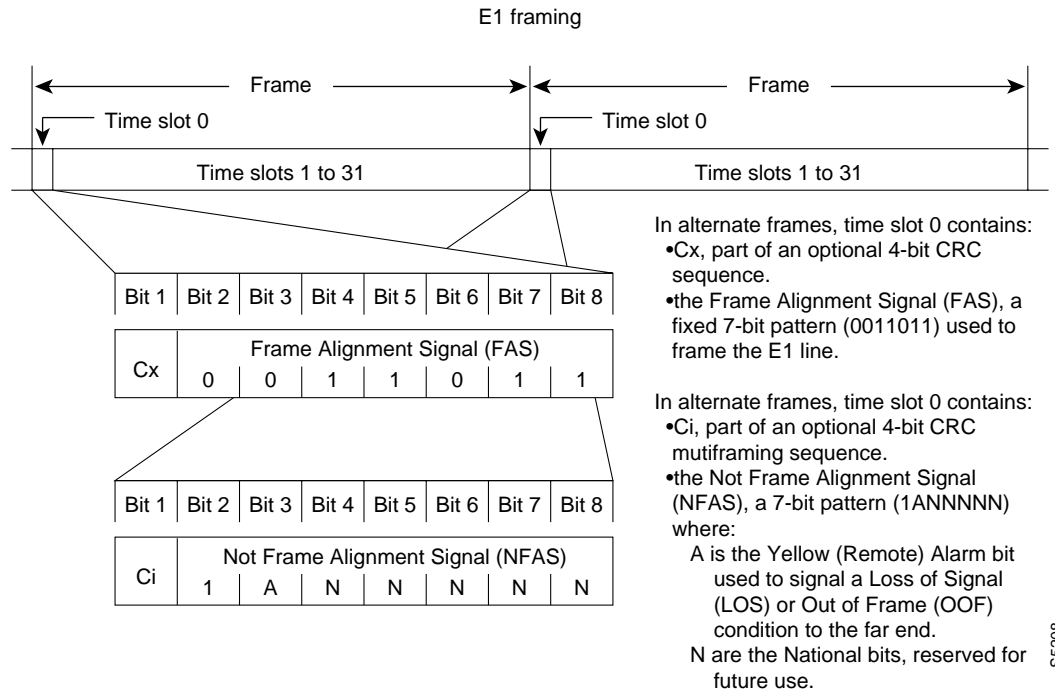 E1 framing
Frame
Frame
Time slot 0
Time slot 0
Time slots 1 to 31
Time slots 1 to 31
Bit 1 Bit 2 Bit 3 Bit 4 Bit 5 Bit 6 Bit 7 Bit 8
Cx
Frame Alignment Signal (FAS)
0 0 1 1 0 1 1
Bit 1 Bit 2 Bit 3 Bit 4 Bit 5 Bit 6 Bit 7 Bit 8
Ci
Not Frame Alignment Signal (NFAS)
1 A N N N N N
In alternate frames, time slot 0 contains:
•Cx, part of an optional 4-bit CRC
sequence.
•the Frame Alignment Signal (FAS), a
fixed 7-bit pattern (0011011) used to
frame the E1 line.
In alternate frames, time slot 0 contains:
•Ci, part of an optional 4-bit CRC
mutiframing sequence.
•the Not Frame Alignment Signal
(NFAS), a 7-bit pattern (1ANNNNN)
where:
A is the Yellow (Remote) Alarm bit
used to signal a Loss of Signal
(LOS) or Out of Frame (OOF)
condition to the far end.
N are the National bits, reserved for
future use.